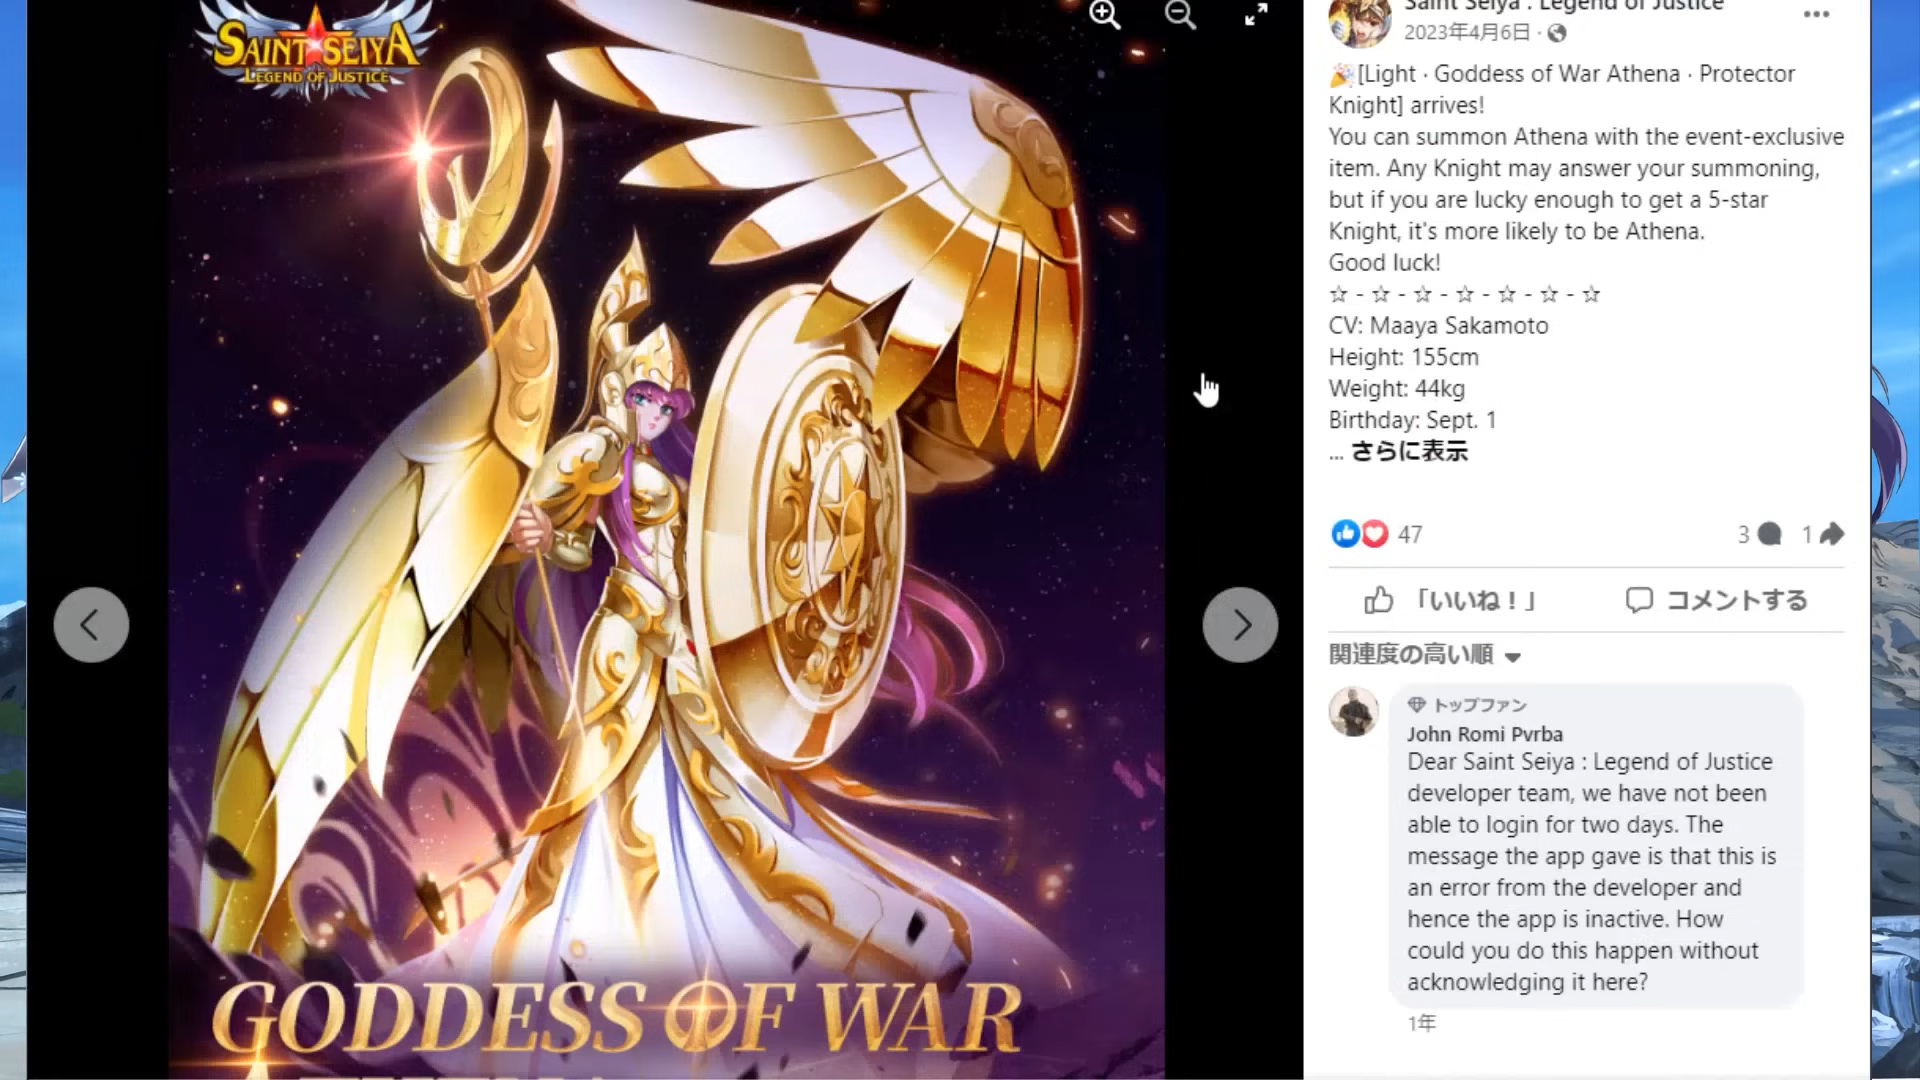 SAINT SEIYA
LEGEND OF JUSTICE
GODDESS OF WAR
Saint Seiya : Legend of Justice
2023年4月6日 ·
[Light · Goddess of War Athena · Protector
Knight] arrives!
You can summon Athena with the event-exclusive
item. Any Knight may answer your summoning,
but if you are lucky enough to get a 5-star
Knight, it's more likely to be Athena.
Good luck!
☆ - ☆ - ☆ - ☆ - ☆ - ☆ - ☆
CV: Maaya Sakamoto
Height: 155cm
Weight: 44kg
Birthday: Sept. 1
... さらに表示
47
3 1
「いいね！」 コメントする
関連度の高い順
トップファン
John Romi Pvrba
Dear Saint Seiya : Legend of Justice
developer team, we have not been
able to login for two days. The
message the app gave is that this is
an error from the developer and
hence the app is inactive. How
could you do this happen without
acknowledging it here?
1年